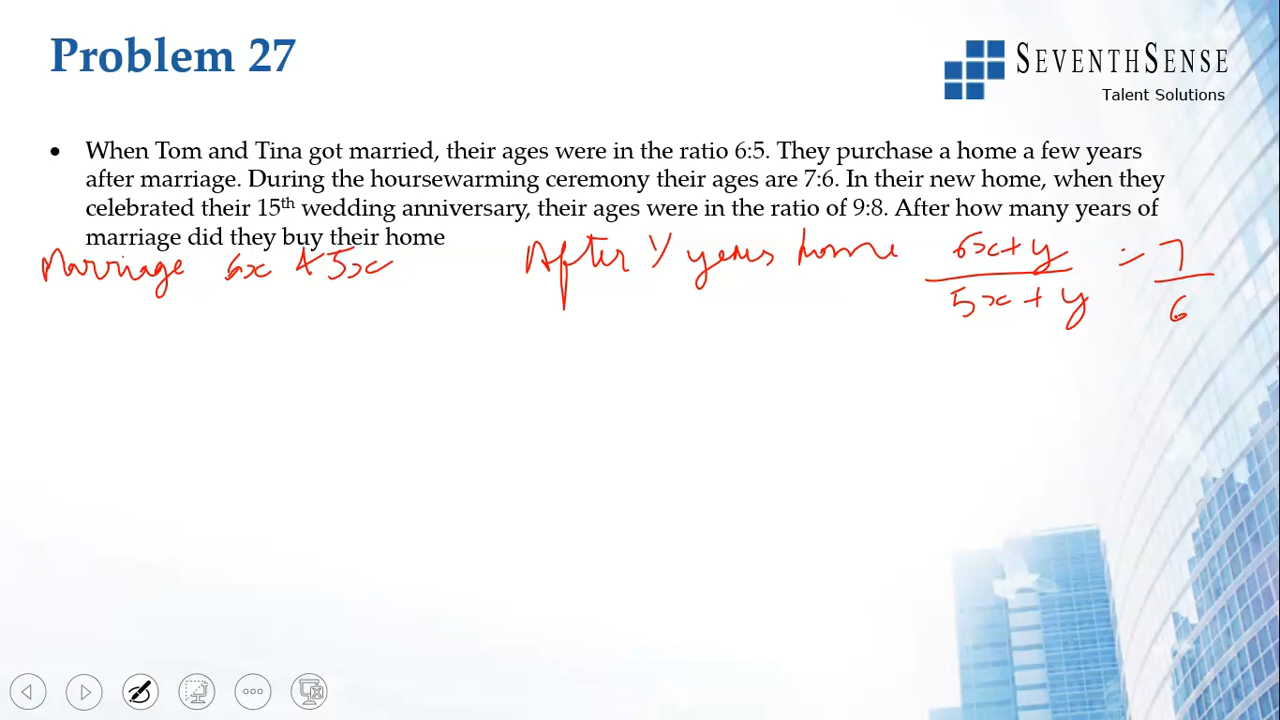 Problem 27
SEVENTHSENSE
Talent Solutions
• When Tom and Tina got married, their ages were in the ratio 6:5. They purchase a home a few years
after marriage. During the hoursewarming ceremony their ages are 7:6. In their new home, when they
celebrated their 15th wedding anniversary, their ages were in the ratio of 9:8. After how many years of
marriage did they buy their home
Marriage 6x + 5x
After y years home 6x+y / 5x+y = 7 / 6